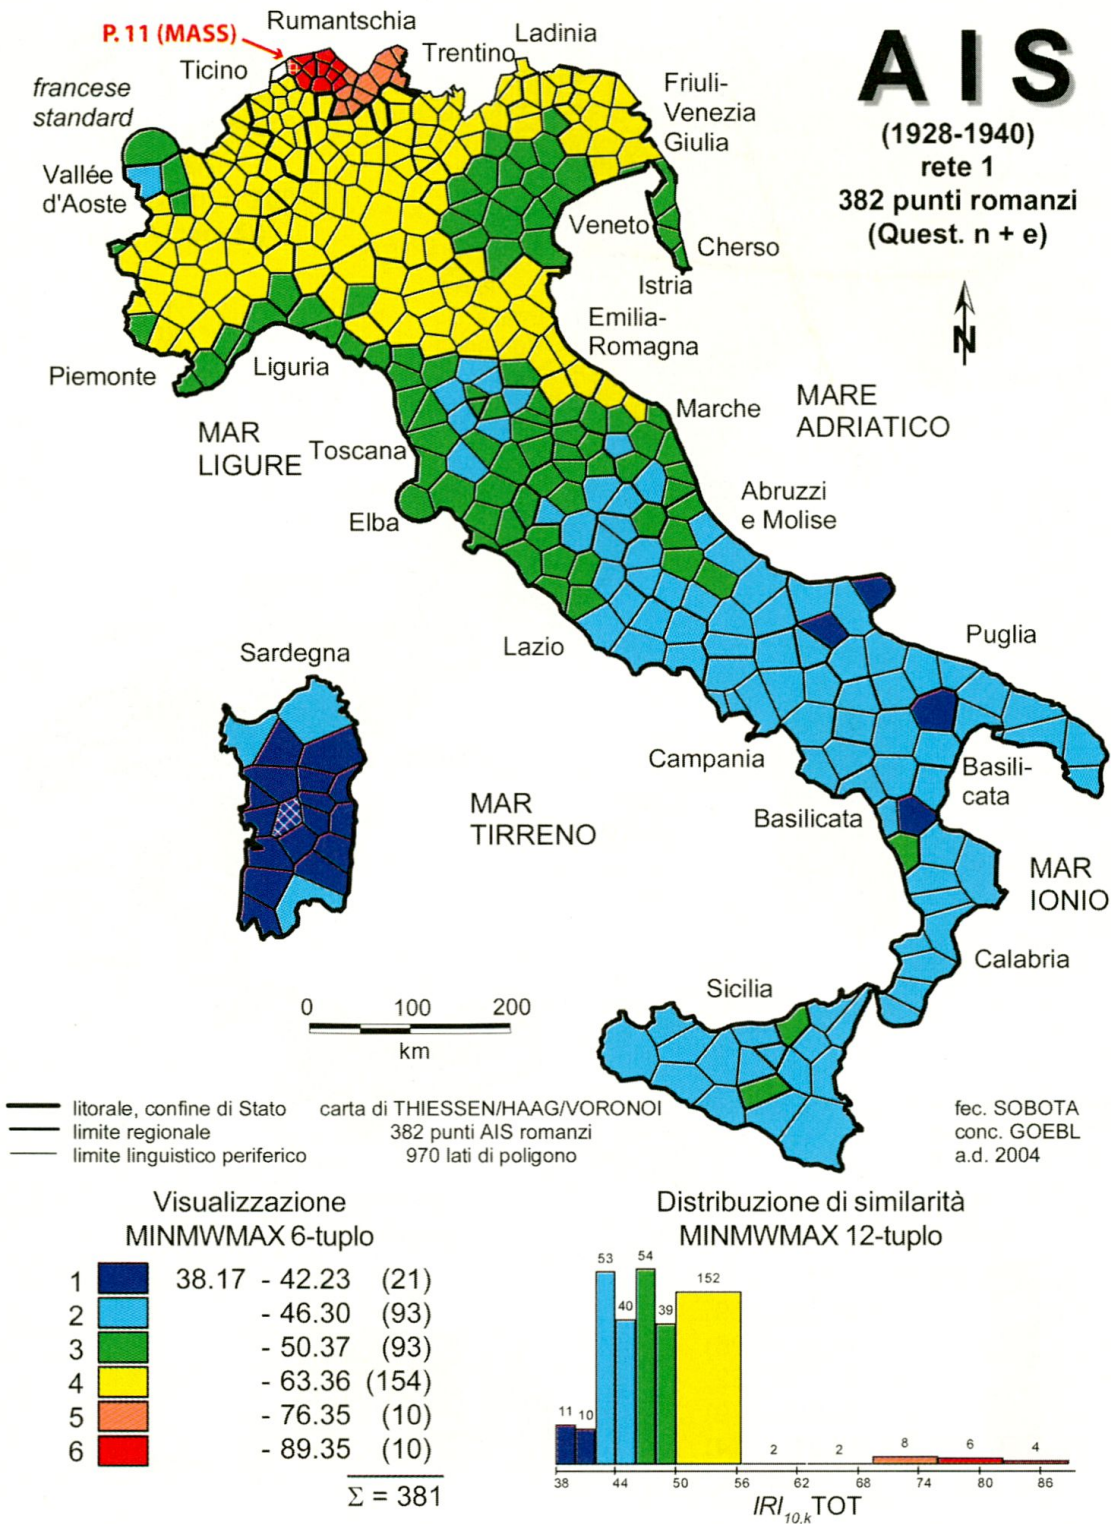 Rumantschia
P. 11 (MASS)
Ladinia
Trentino
Ticino
francese
standard
Friuli-
Venezia
Giulia
Vallée
d'Aoste
Veneto
Cherso
Istria
Emilia-
Romagna
Piemonte
Liguria
Marche
MAR
LIGURE
Toscana
MARE
ADRIATICO
Elba
Abruzzi
e Molise
Lazio
Puglia
Sardegna
Campania
Basili-
cata
Basilicata
MAR
TIRRENO
MAR
IONIO
Calabria
Sicilia
AIS
(1928-1940)
rete 1
382 punti romanzi
(Quest. n + e)
N
0 100 200
km
litorale, confine di Stato
limite regionale
limite linguistico periferico
carta di THIESSEN/HAAG/VORONOI
382 punti AIS romanzi
970 lati di poligono
fec. SOBOTA
conc. GOEBL
a.d. 2004
Visualizzazione
MINMWMAX 6-tuplo
1 38.17 - 42.23 (21)
2 - 46.30 (93)
3 - 50.37 (93)
4 - 63.36 (154)
5 - 76.35 (10)
6 - 89.35 (10)
Σ = 381
Distribuzione di similarità
MINMWMAX 12-tuplo
11 10 53 40 54 39 152 2 2 8 6 4
38 44 50 56 62 68 74 80 86
IRI10,kTOT